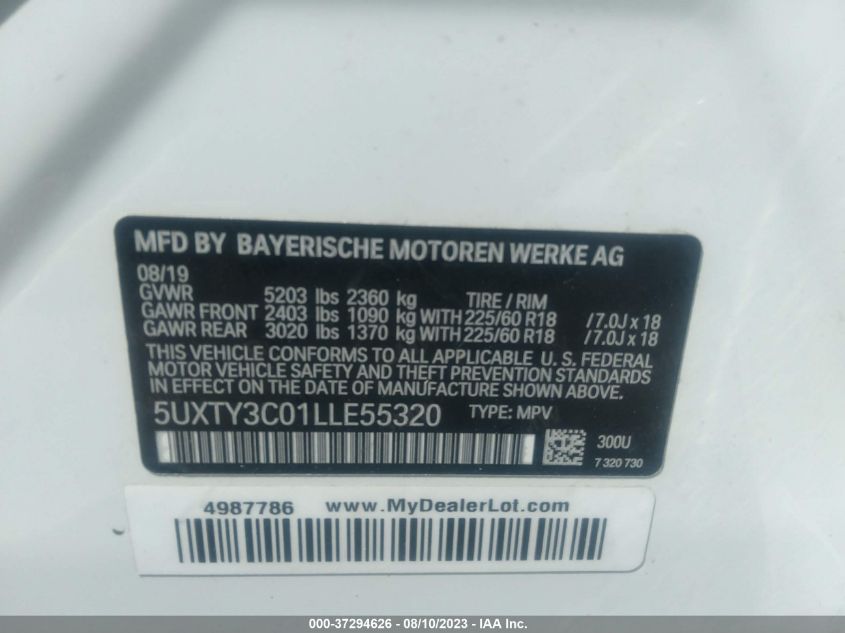 MFD BY BAYERISCHE MOTOREN WERKE AG
08/19
GVWR 5203 lbs 2360 kg TIRE / RIM
GAWR FRONT 2403 lbs 1090 kg WITH 225/60 R18 / 7.0J x 18
GAWR REAR 3020 lbs 1370 kg WITH 225/60 R18 / 7.0J x 18
THIS VEHICLE CONFORMS TO ALL APPLICABLE U. S. FEDERAL
MOTOR VEHICLE SAFETY AND THEFT PREVENTION STANDARDS
IN EFFECT ON THE DATE OF MANUFACTURE SHOWN ABOVE.
5UXTY3C01LLE55320 TYPE: MPV
300U
7 320 730
4987786 www.MyDealerLot.com
000-37294626 - 08/10/2023 - IAA Inc.